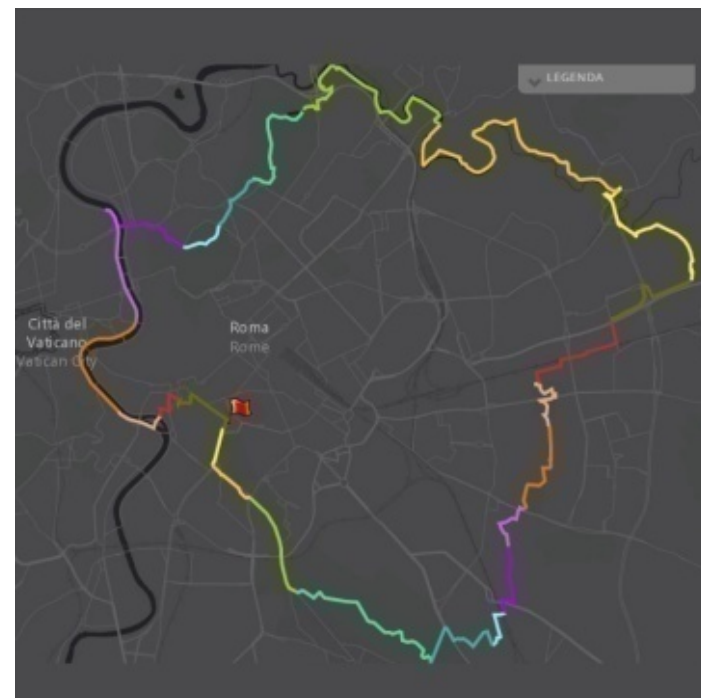 LEGENDA
Città del
Vaticano
Vatican City
Roma
Rome